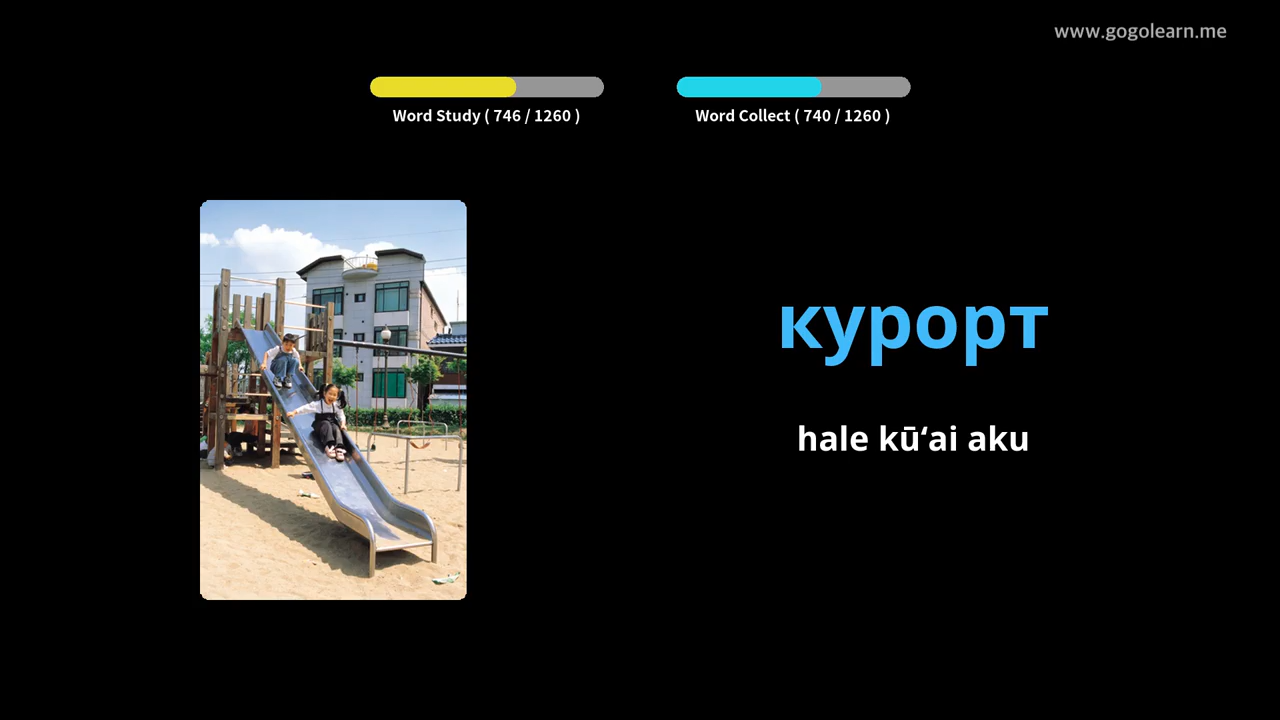 www.gogolearn.me
Word Study ( 746 / 1260 )
Word Collect ( 740 / 1260 )
курорт
hale kūʻai aku